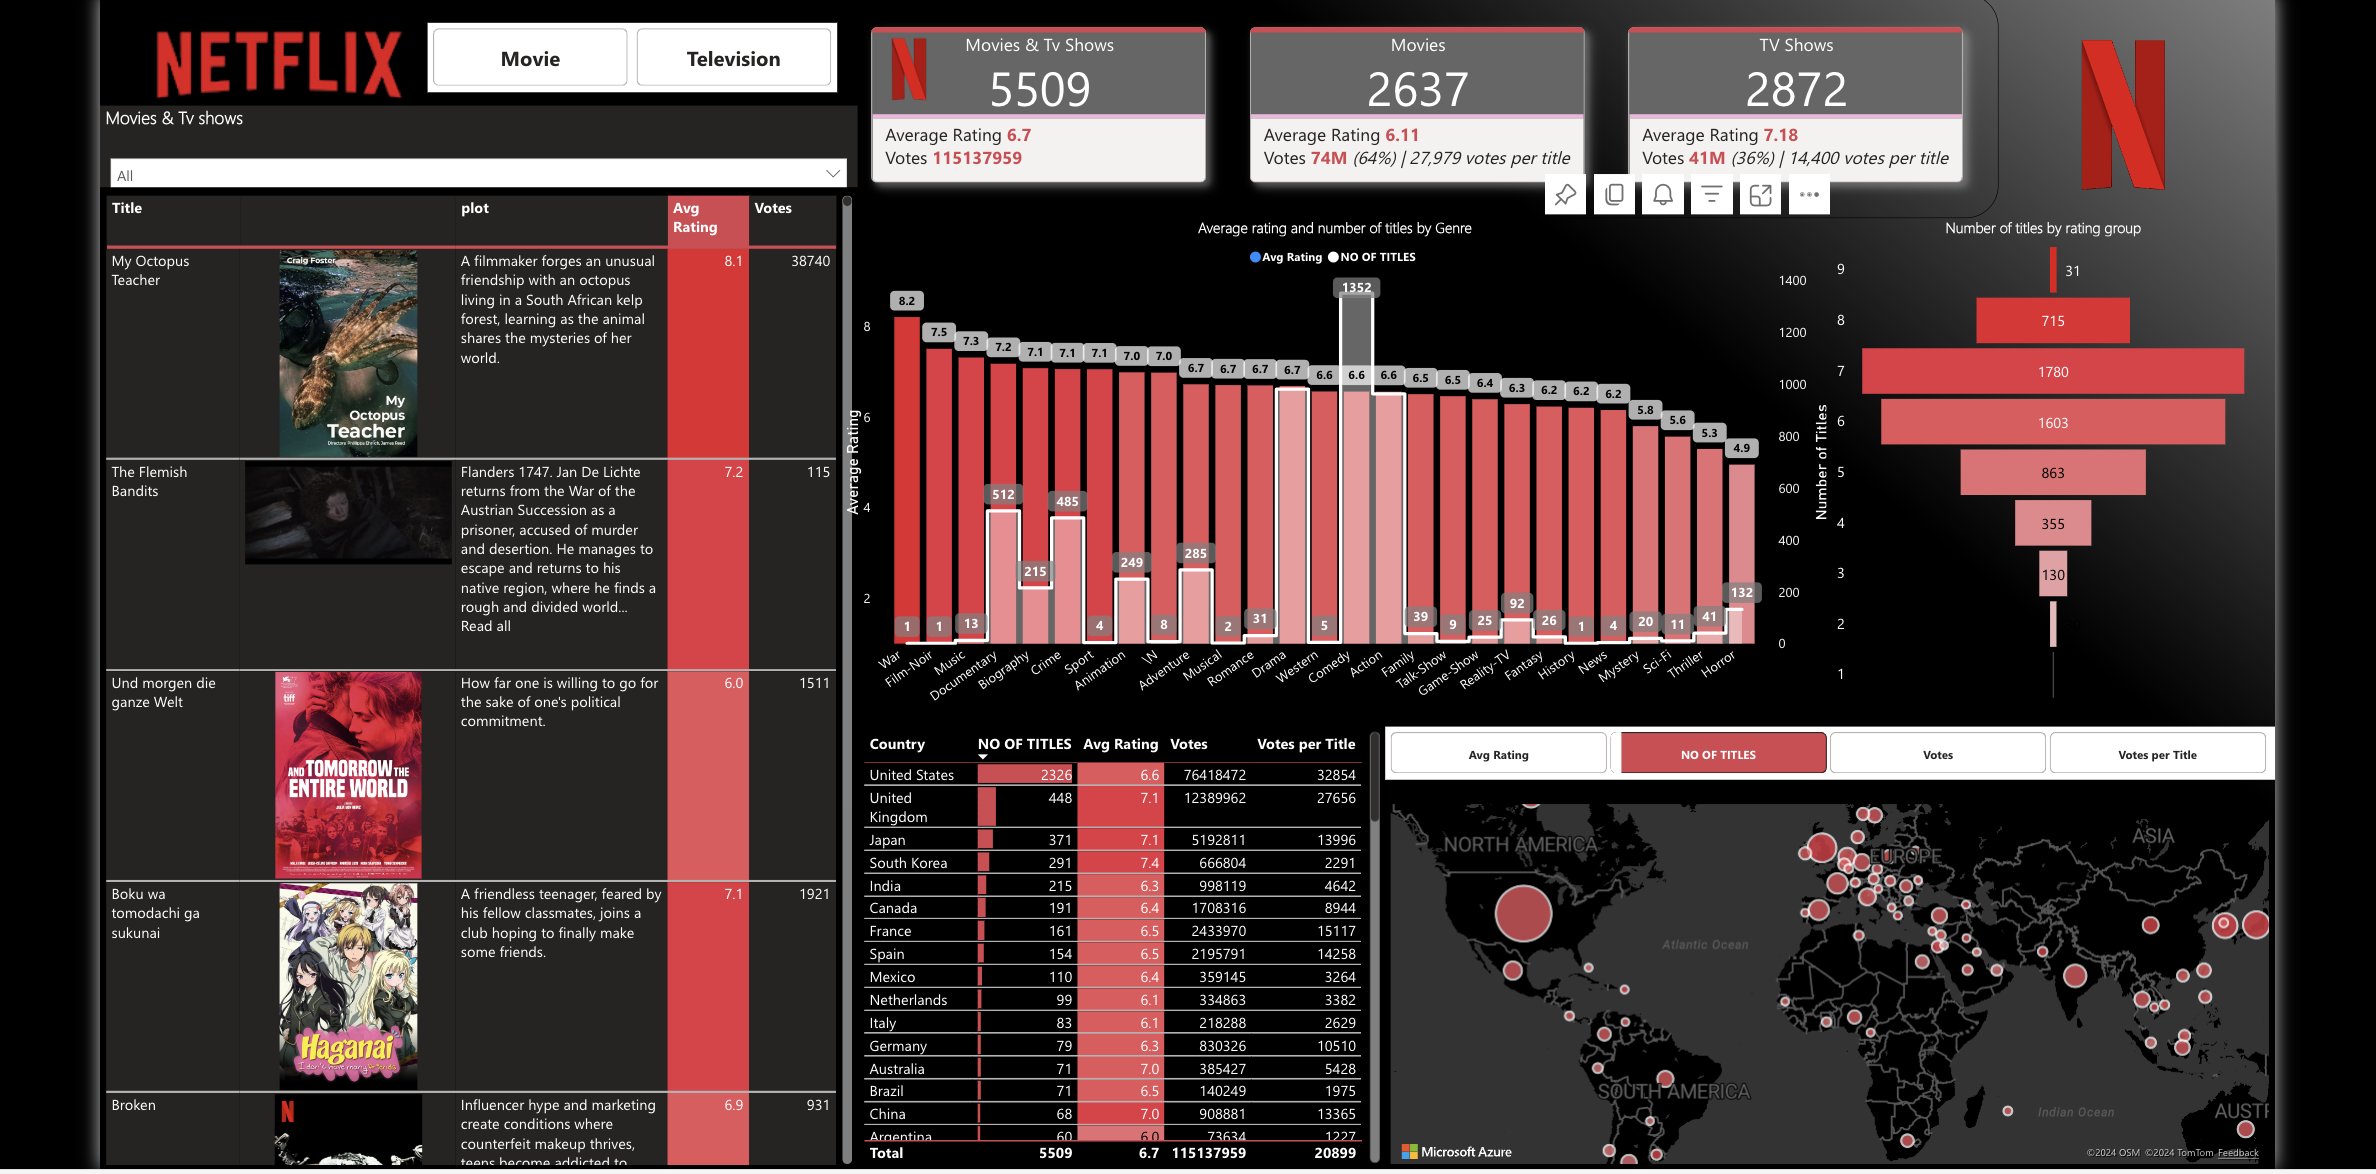 NETFLIX
Movie
Television
Movies & Tv shows
All
Title
plot
Avg
Rating
Votes
My Octopus
Teacher
Craig Foster
My
Octopus
Teacher
A filmmaker forges an unusual
friendship with an octopus
living in a South African kelp
forest, learning as the animal
shares the mysteries of her
world.
8.1
38740
The Flemish
Bandits
Flanders 1747. Jan De Lichte
returns from the War of the
Austrian Succession as a
prisoner, accused of murder
and desertion. He manages to
escape and returns to his
native region, where he finds a
rough and divided world...
Read all
7.2
115
Und morgen die
ganze Welt
tiff
AND TOMORROW THE
ENTIRE WORLD
How far one is willing to go for
the sake of one's political
commitment.
6.0
1511
Boku wa
tomodachi ga
sukunai
Haganai
A friendless teenager, feared by
his fellow classmates, joins a
club hoping to finally make
some friends.
7.1
1921
Broken
N
Influencer hype and marketing
create conditions where
counterfeit makeup thrives,
teens become addicted to
6.9
931
N
Movies & Tv Shows
5509
Average Rating 6.7
Votes 115137959
Movies
2637
Average Rating 6.11
Votes 74M (64%) | 27,979 votes per title
TV Shows
2872
Average Rating 7.18
Votes 41M (36%) | 14,400 votes per title
N
Average rating and number of titles by Genre
Avg Rating NO OF TITLES
Average Rating
8
6
4
2
8.2
7.5
7.3
7.2
7.1
7.1
7.1
7.0
7.0
6.7
6.7
6.7
6.7
6.6
6.6
6.6
6.5
6.5
6.4
6.3
6.2
6.2
6.2
5.8
5.6
5.3
4.9
1
1
13
512
215
485
4
249
8
285
2
31
5
1352
39
9
25
92
26
1
4
20
11
41
132
War
Film-Noir
Music
Documentary
Biography
Crime
Sport
Animation
\N
Adventure
Musical
Romance
Drama
Western
Comedy
Action
Family
Talk-Show
Game-Show
Reality-TV
Fantasy
History
News
Mystery
Sci-Fi
Thriller
Horror
1400
1200
1000
800
600
400
200
0
Number of Titles
Number of titles by rating group
9
31
8
715
7
1780
6
1603
5
863
4
355
3
130
2
1
Country NO OF TITLES Avg Rating Votes Votes per Title
United States 2326 6.6 76418472 32854
United
Kingdom 448 7.1 12389962 27656
Japan 371 7.1 5192811 13996
South Korea 291 7.4 666804 2291
India 215 6.3 998119 4642
Canada 191 6.4 1708316 8944
France 161 6.5 2433970 15117
Spain 154 6.5 2195791 14258
Mexico 110 6.4 359145 3264
Netherlands 99 6.1 334863 3382
Italy 83 6.1 218288 2629
Germany 79 6.3 830326 10510
Australia 71 7.0 385427 5428
Brazil 71 6.5 140249 1975
China 68 7.0 908881 13365
Argentina 60 6.0 73634 1227
Total 5509 6.7 115137959 20899
Avg Rating
NO OF TITLES
Votes
Votes per Title
NORTH AMERICA
EUROPE
ASIA
Atlantic Ocean
SOUTH AMERICA
Indian Ocean
AUST
Microsoft Azure
©2024 OSM ©2024 TomTom Feedback